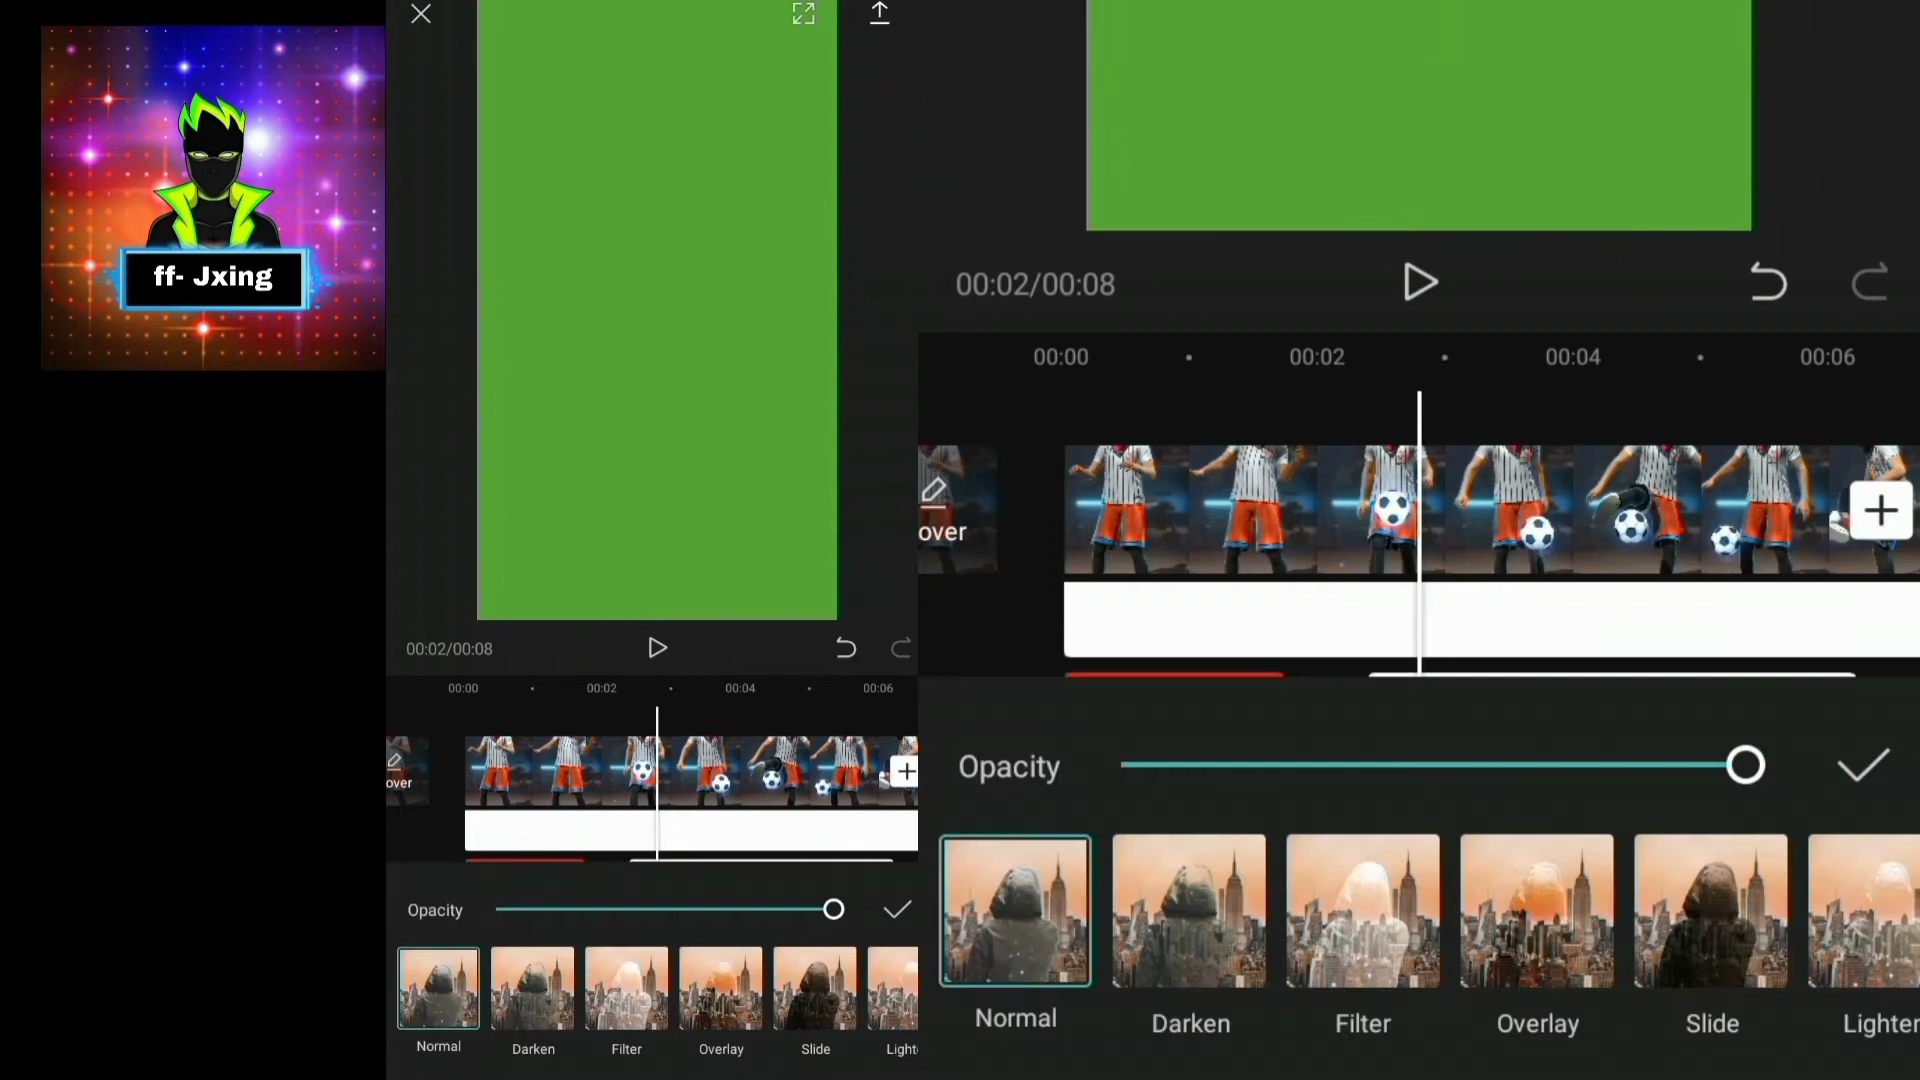 ff- Jxing
00:02/00:08
00:00
00:02
00:04
00:06
over
Opacity
Normal
Darken
Filter
Overlay
Slide
Light
00:02/00:08
00:00
00:02
00:04
00:06
over
Opacity
Normal
Darken
Filter
Overlay
Slide
Lighter